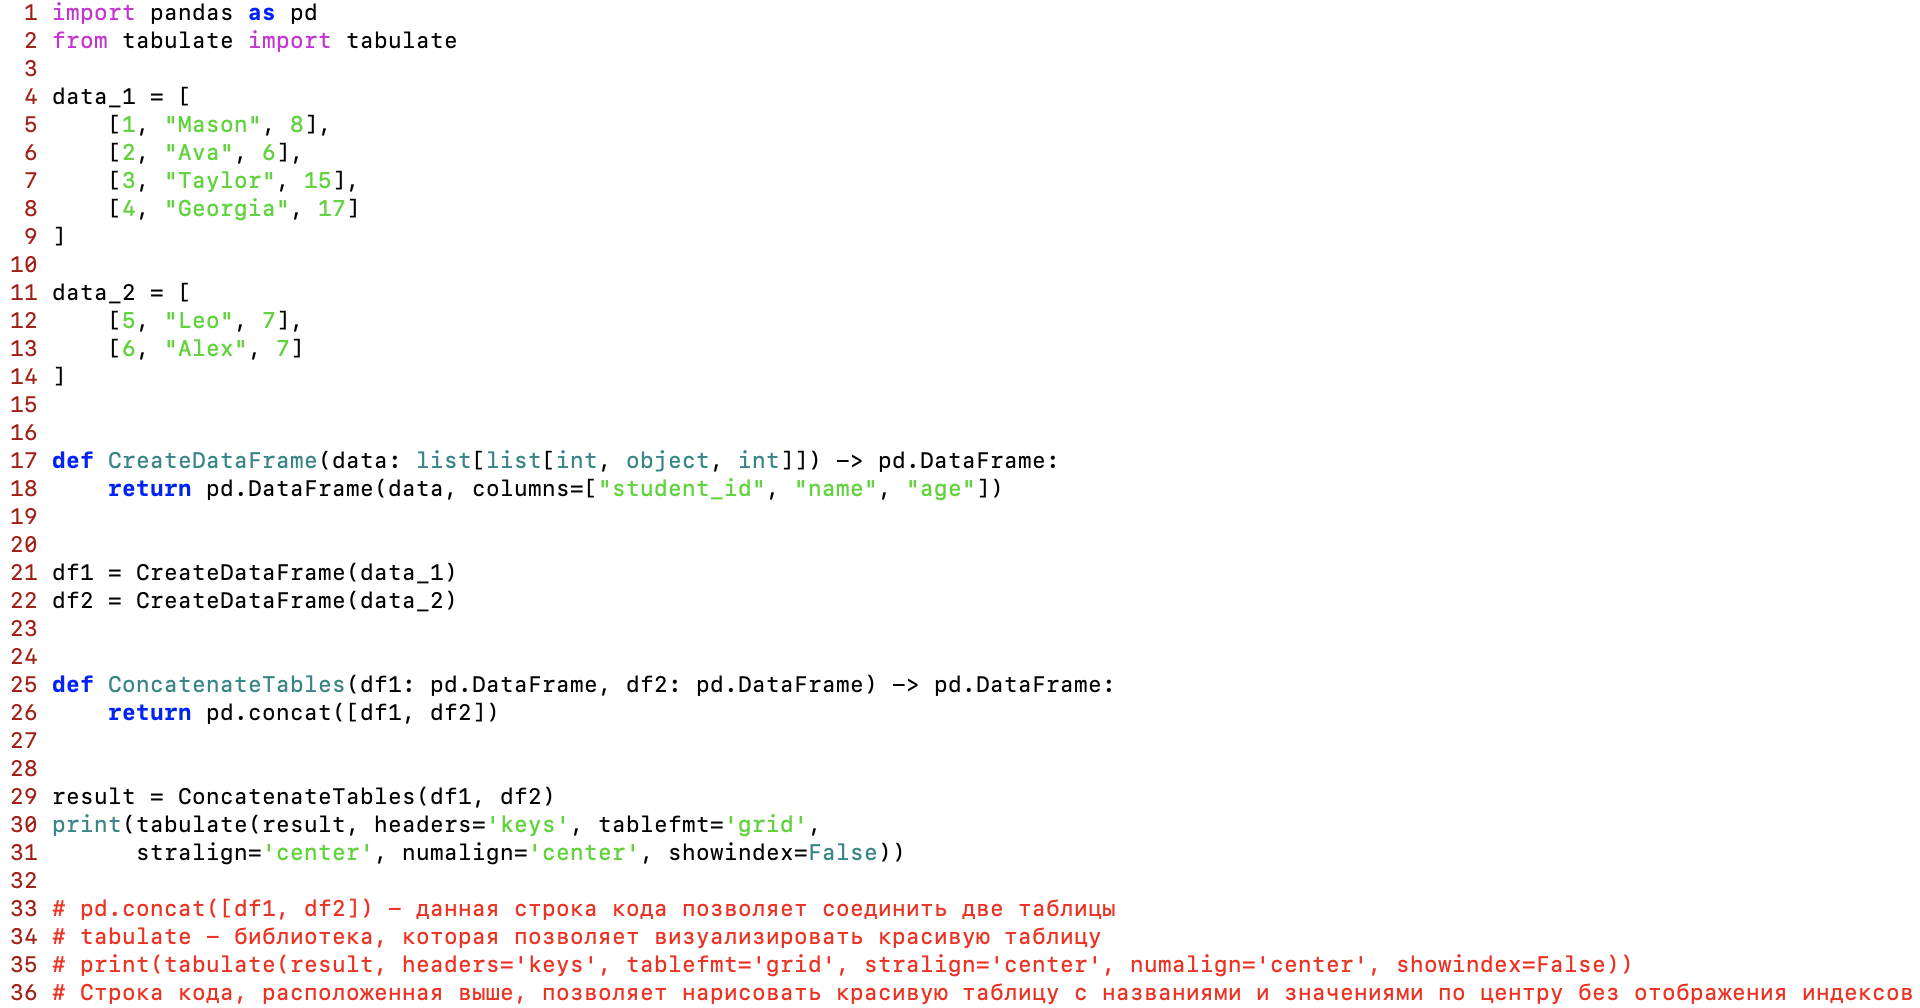 1 import pandas as pd
2 from tabulate import tabulate
3
4 data_1 = [
5     [1, "Mason", 8],
6     [2, "Ava", 6],
7     [3, "Taylor", 15],
8     [4, "Georgia", 17]
9 ]
10
11 data_2 = [
12     [5, "Leo", 7],
13     [6, "Alex", 7]
14 ]
15
16
17 def CreateDataFrame(data: list[list[int, object, int]]) -> pd.DataFrame:
18     return pd.DataFrame(data, columns=["student_id", "name", "age"])
19
20
21 df1 = CreateDataFrame(data_1)
22 df2 = CreateDataFrame(data_2)
23
24
25 def ConcatenateTables(df1: pd.DataFrame, df2: pd.DataFrame) -> pd.DataFrame:
26     return pd.concat([df1, df2])
27
28
29 result = ConcatenateTables(df1, df2)
30 print(tabulate(result, headers='keys', tablefmt='grid',
31       stralign='center', numalign='center', showindex=False))
32
33 # pd.concat([df1, df2]) – данная строка кода позволяет соединить две таблицы
34 # tabulate – библиотека, которая позволяет визуализировать красивую таблицу
35 # print(tabulate(result, headers='keys', tablefmt='grid', stralign='center', numalign='center', showindex=False))
36 # Строка кода, расположенная выше, позволяет нарисовать красивую таблицу с названиями и значениями по центру без отображения индексов